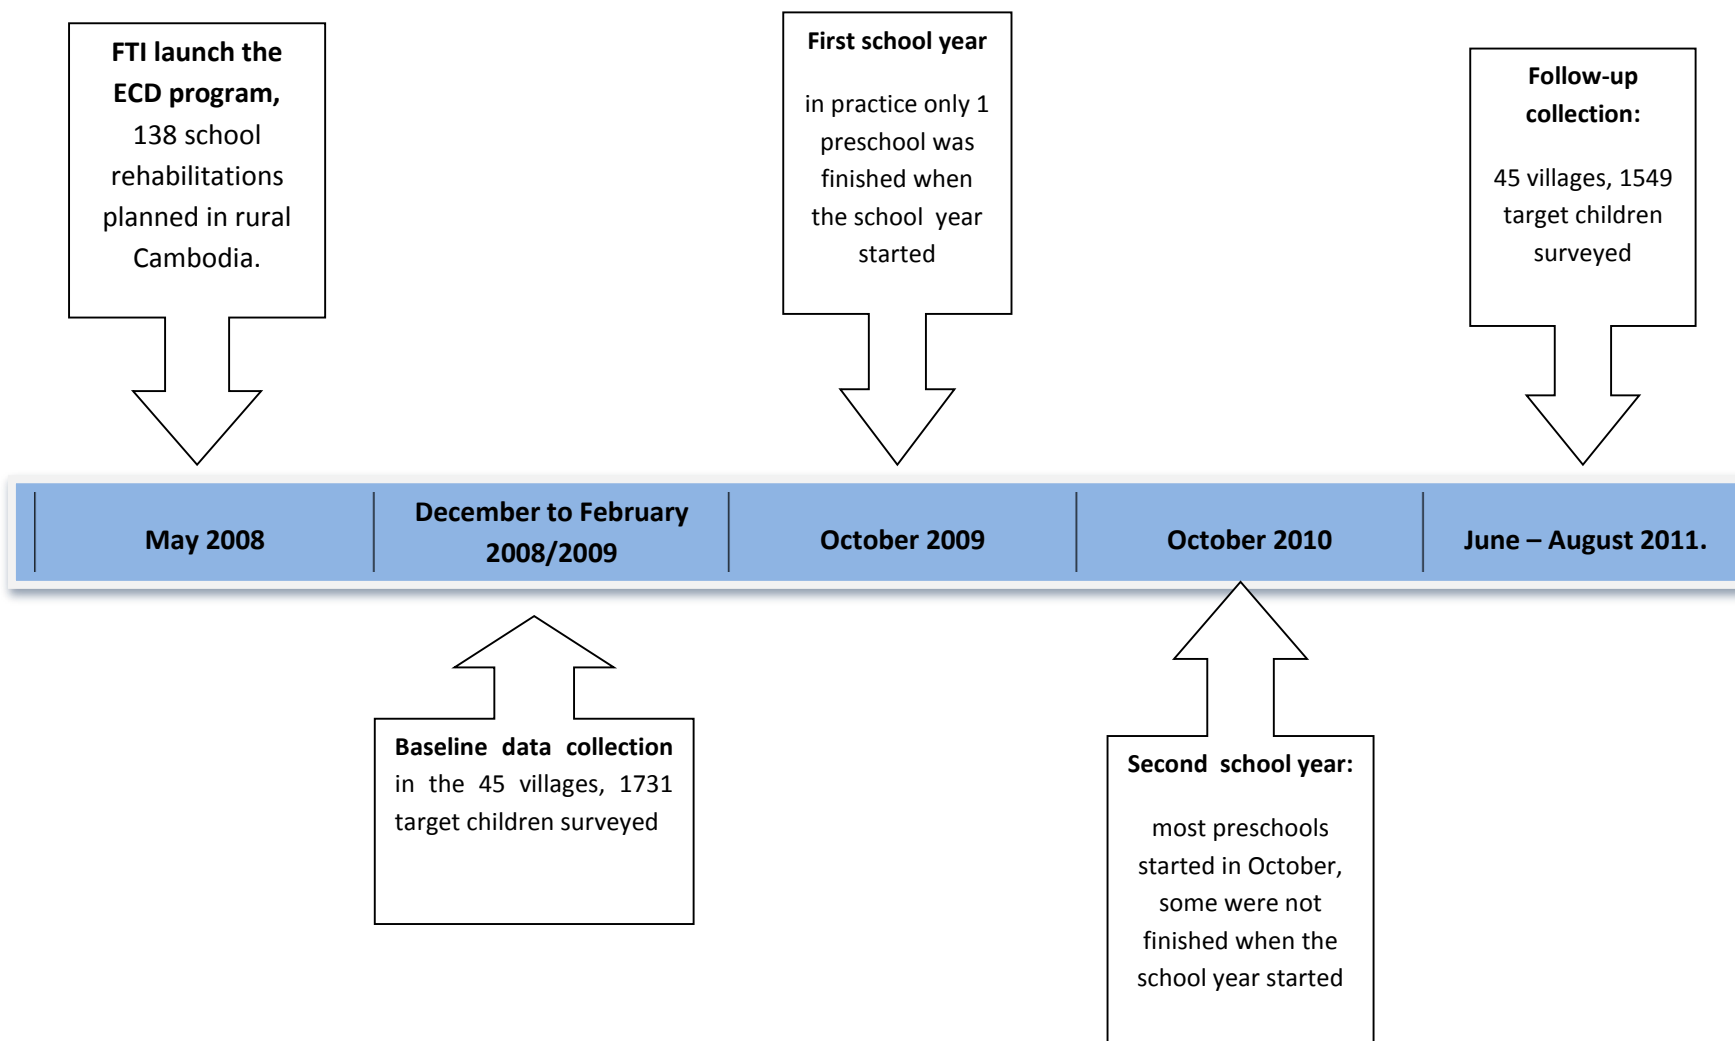 FTI launch the
ECD program,
138 school
rehabilitations
planned in rural
Cambodia.
First school year
in practice only 1
preschool was
finished when
the school year
started
Follow-up
collection:
45 villages, 1549
target children
surveyed
May 2008
December to February
2008/2009
October 2009
October 2010
June – August 2011.
Baseline data collection
in the 45 villages, 1731
target children surveyed
Second school year:
most preschools
started in October,
some were not
finished when the
school year started